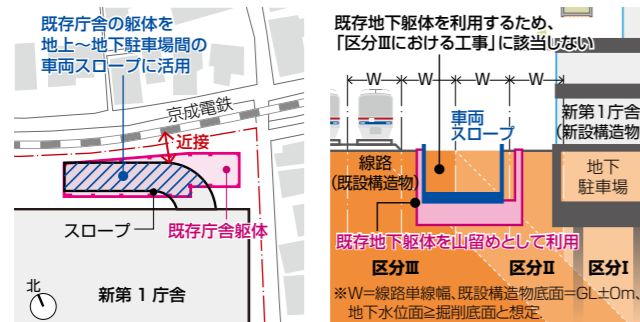 既存庁舎の躯体を
地上〜地下駐車場間の
車両スロープに活用
京成電鉄
近接
スロープ
既存庁舎躯体
北
新第 1 庁舎
既存地下躯体を利用するため、
「区分Ⅲにおける工事」に該当しない
W
W
W
W
車両
スロープ
新第1庁舎
(新設構造物
線路
(既設構造物)
地下
駐車場
既存地下躯体を山留めとして利用
区分Ⅲ
区分Ⅱ
区分Ⅰ
※W=線路単線幅、既設構造物底面=GL±0m、
地下水位面≧掘削底面と想定